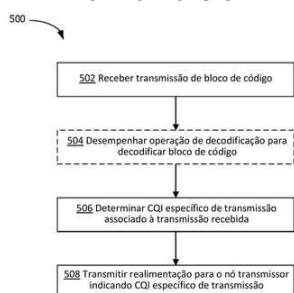 500
502 Receber transmissão de bloco de código
504 Desempenhar operação de decodificação para
decodificar bloco de código
506 Determinar CQI específico de transmissão
associado à transmissão recebida
508 Transmitir realimentação para o nó transmissor
indicando CQI específico de transmissão